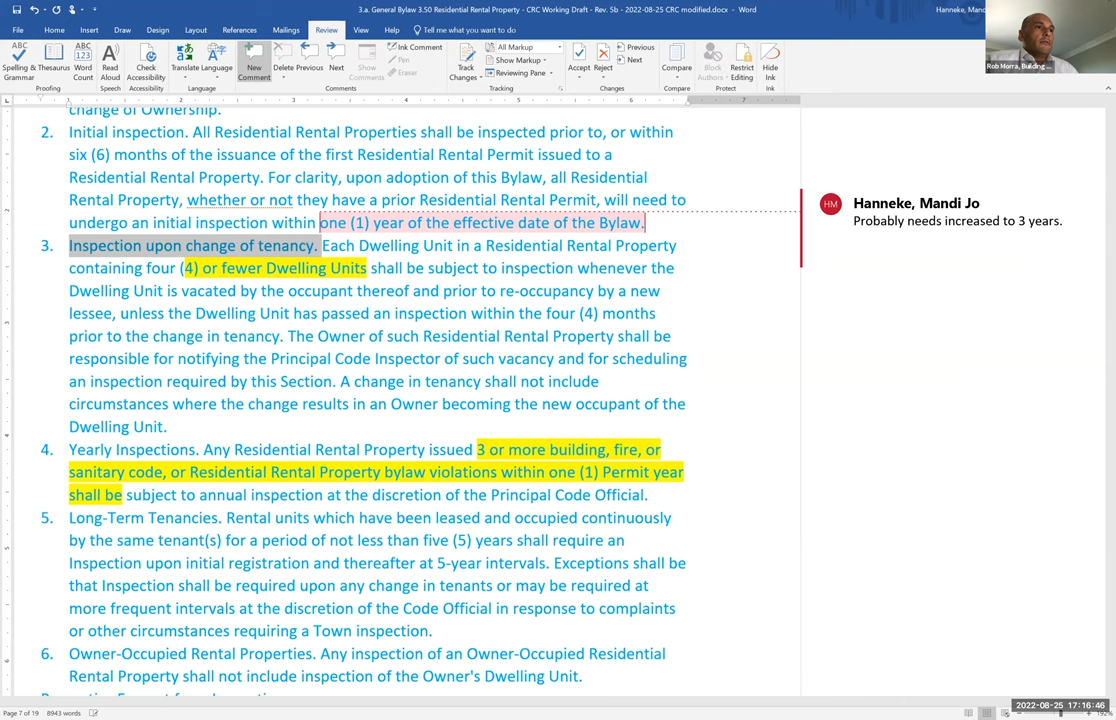 3.a. General Bylaw 3.50 Residential Rental Property - CRC Working Draft - Rev. 5b - 2022-08-25 CRC modified.docx - Word
Hanneke, Mand
File Home Insert Draw Design Layout References Mailings Review View Help Tell me what you want to do
Rob Morra, Building ...
Spelling & Grammar
Thesaurus
Word Count
Read Aloud
Check Accessibility
Translate
Language
New Comment
Delete
Previous
Next
Show Comments
Ink Comment
Pen
Eraser
Track Changes
All Markup
Show Markup
Reviewing Pane
Accept
Reject
Previous
Next
Compare
Block Authors
Restrict Editing
Hide Ink
Proofing Speech Accessibility Language Comments Tracking Changes Compare Protect Ink
change of Ownership.
2. Initial inspection. All Residential Rental Properties shall be inspected prior to, or within
six (6) months of the issuance of the first Residential Rental Permit issued to a
Residential Rental Property. For clarity, upon adoption of this Bylaw, all Residential
Rental Property, whether or not they have a prior Residential Rental Permit, will need to
undergo an initial inspection within one (1) year of the effective date of the Bylaw.
3. Inspection upon change of tenancy. Each Dwelling Unit in a Residential Rental Property
containing four (4) or fewer Dwelling Units shall be subject to inspection whenever the
Dwelling Unit is vacated by the occupant thereof and prior to re-occupancy by a new
lessee, unless the Dwelling Unit has passed an inspection within the four (4) months
prior to the change in tenancy. The Owner of such Residential Rental Property shall be
responsible for notifying the Principal Code Inspector of such vacancy and for scheduling
an inspection required by this Section. A change in tenancy shall not include
circumstances where the change results in an Owner becoming the new occupant of the
Dwelling Unit.
4. Yearly Inspections. Any Residential Rental Property issued 3 or more building, fire, or
sanitary code, or Residential Rental Property bylaw violations within one (1) Permit year
shall be subject to annual inspection at the discretion of the Principal Code Official.
5. Long-Term Tenancies. Rental units which have been leased and occupied continuously
by the same tenant(s) for a period of not less than five (5) years shall require an
Inspection upon initial registration and thereafter at 5-year intervals. Exceptions shall be
that Inspection shall be required upon any change in tenants or may be required at
more frequent intervals at the discretion of the Code Official in response to complaints
or other circumstances requiring a Town inspection.
6. Owner-Occupied Rental Properties. Any inspection of an Owner-Occupied Residential
Rental Property shall not include inspection of the Owner's Dwelling Unit.
HM Hanneke, Mandi Jo
Probably needs increased to 3 years.
Page 7 of 19 8943 words
2022-08-25 17:16:46
192%